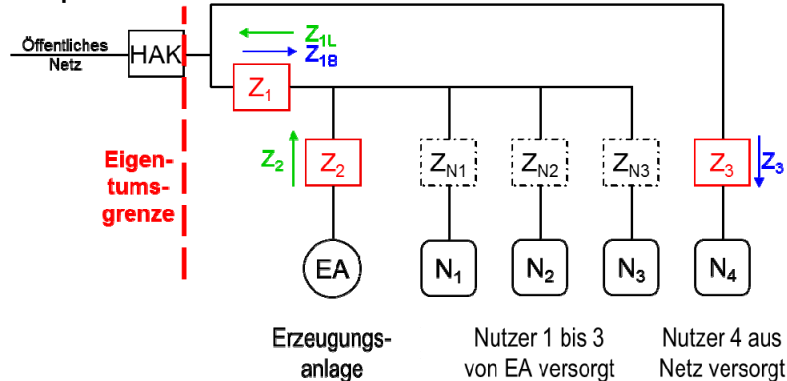 Öffentliches
Netz
HAK
Z1L
Z1B
Z1
Eigen-
tums-
grenze
Z2
Z2
ZN1
ZN2
ZN3
Z3
Z3
EA
N1
N2
N3
N4
Erzeugungs-
anlage
Nutzer 1 bis 3
von EA versorgt
Nutzer 4 aus
Netz versorgt